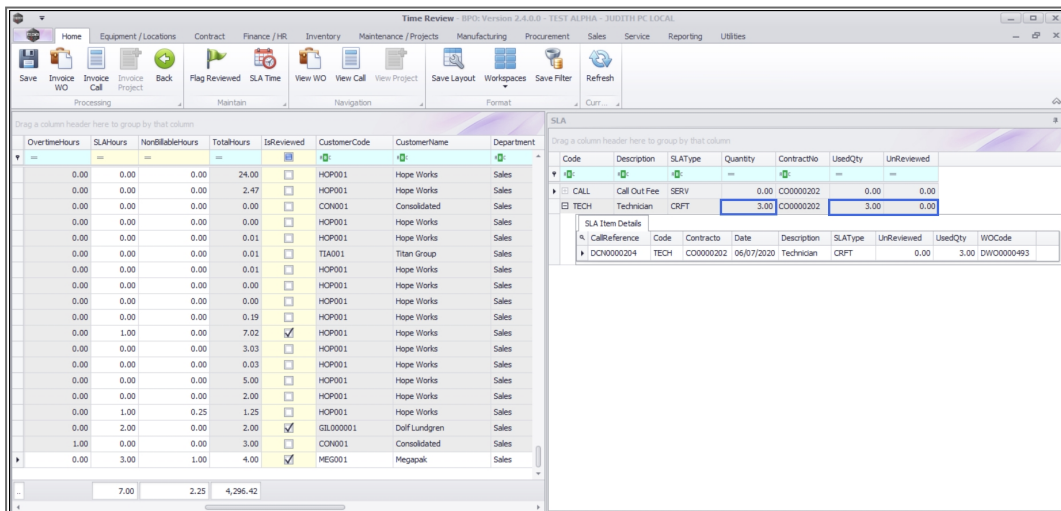 Time Review - BPO: Version 2.4.0.0 - TEST ALPHA - JUDITH PC LOCAL
Home Equipment / Locations Contract Finance / HR Inventory Maintenance / Projects Manufacturing Procurement Sales Service Reporting Utilities
Save Invoice WO Invoice Call Invoice Project Back Flag Reviewed SLA Time View WO View Call View Project Save Layout Workspaces Save Filter Refresh
Processing Maintain Navigation Format Curr...
Drag a column header here to group by that column
OvertimeHours SLAHours NonBillableHours TotalHours IsReviewed CustomerCode CustomerName Department
0.00 0.00 0.00 24.00 HOP001 Hope Works Sales
0.00 0.00 0.00 2.47 HOP001 Hope Works Sales
0.00 0.00 0.00 0.00 CON001 Consolidated Sales
0.00 0.00 0.00 0.00 HOP001 Hope Works Sales
0.00 0.00 0.00 0.01 HOP001 Hope Works Sales
0.00 0.00 0.00 0.01 TIA001 Titan Group Sales
0.00 0.00 0.00 0.01 HOP001 Hope Works Sales
0.00 0.00 0.00 0.00 HOP001 Hope Works Sales
0.00 0.00 0.00 0.00 HOP001 Hope Works Sales
0.00 0.00 0.00 0.19 HOP001 Hope Works Sales
0.00 1.00 0.00 7.02 HOP001 Hope Works Sales
0.00 0.00 0.00 3.03 HOP001 Hope Works Sales
0.00 0.00 0.00 0.03 HOP001 Hope Works Sales
0.00 0.00 0.00 5.00 HOP001 Hope Works Sales
0.00 0.00 0.00 2.00 HOP001 Hope Works Sales
0.00 1.00 0.25 1.25 HOP001 Hope Works Sales
0.00 2.00 0.00 2.00 GIL000001 Dolf Lundgren Sales
1.00 0.00 0.00 3.00 CON001 Consolidated Sales
0.00 3.00 1.00 4.00 MEG001 Megapak Sales
7.00 2.25 4,296.42
SLA
Drag a column header here to group by that column
Code Description SLAType Quantity ContractNo UsedQty UnReviewed
CALL Call Out Fee SERV 0.00 CO0000202 0.00 0.00
TECH Technician CRFT 3.00 CO0000202 3.00 0.00
SLA Item Details
CallReference Code Contracto Date Description SLAType UnReviewed UsedQty WOCode
DCN0000204 TECH CO0000202 06/07/2020 Technician CRFT 0.00 3.00 DWO0000493